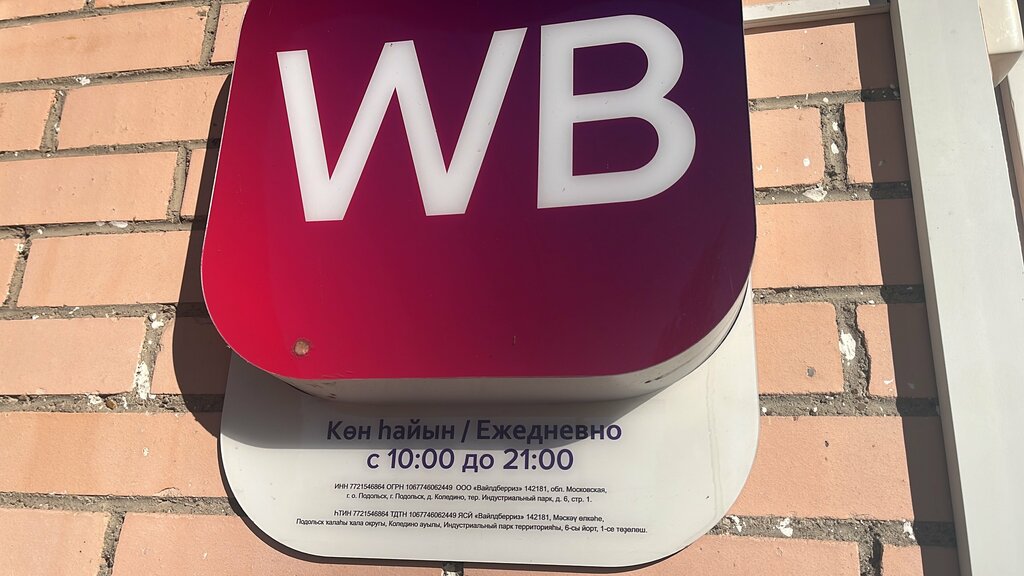 WB
Көн һайын / Ежедневно
с 10:00 до 21:00
ИНН 7721546864 ОГРН 1067746062449 ООО «Вайлдберриз» 142181, обл. Московская,
г. о. Подольск, г. Подольск, д. Коледино, тер. Индустриальный парк, д. 6, стр. 1.
ҺТИН 7721546864 ТДТН 1067746062449 ЯСЙ «Вайлдберриз» 142181, Мәскәү өлкәһе,
Подольск ҡалаһы ҡала округы, Коледино ауылы, Индустриальный парк территорияһы, 6-сы йорт, 1-се төҙөлөш.